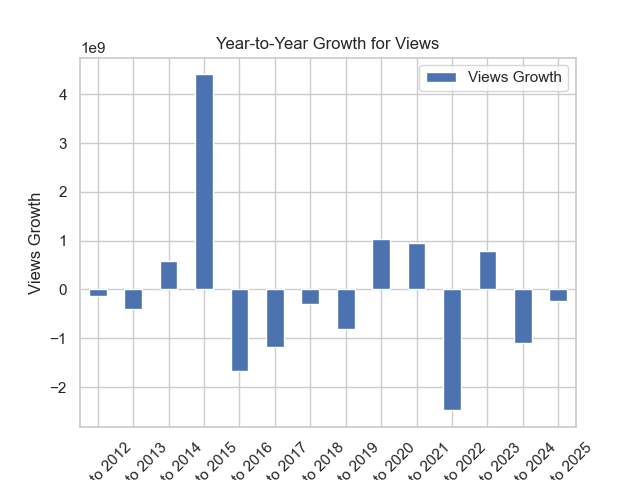 Year-to-Year Growth for Views
1e9
Views Growth
Views Growth
4
3
2
1
0
−1
−2
to 2012
to 2013
to 2014
to 2015
to 2016
to 2017
to 2018
to 2019
to 2020
to 2021
to 2022
to 2023
to 2024
to 2025